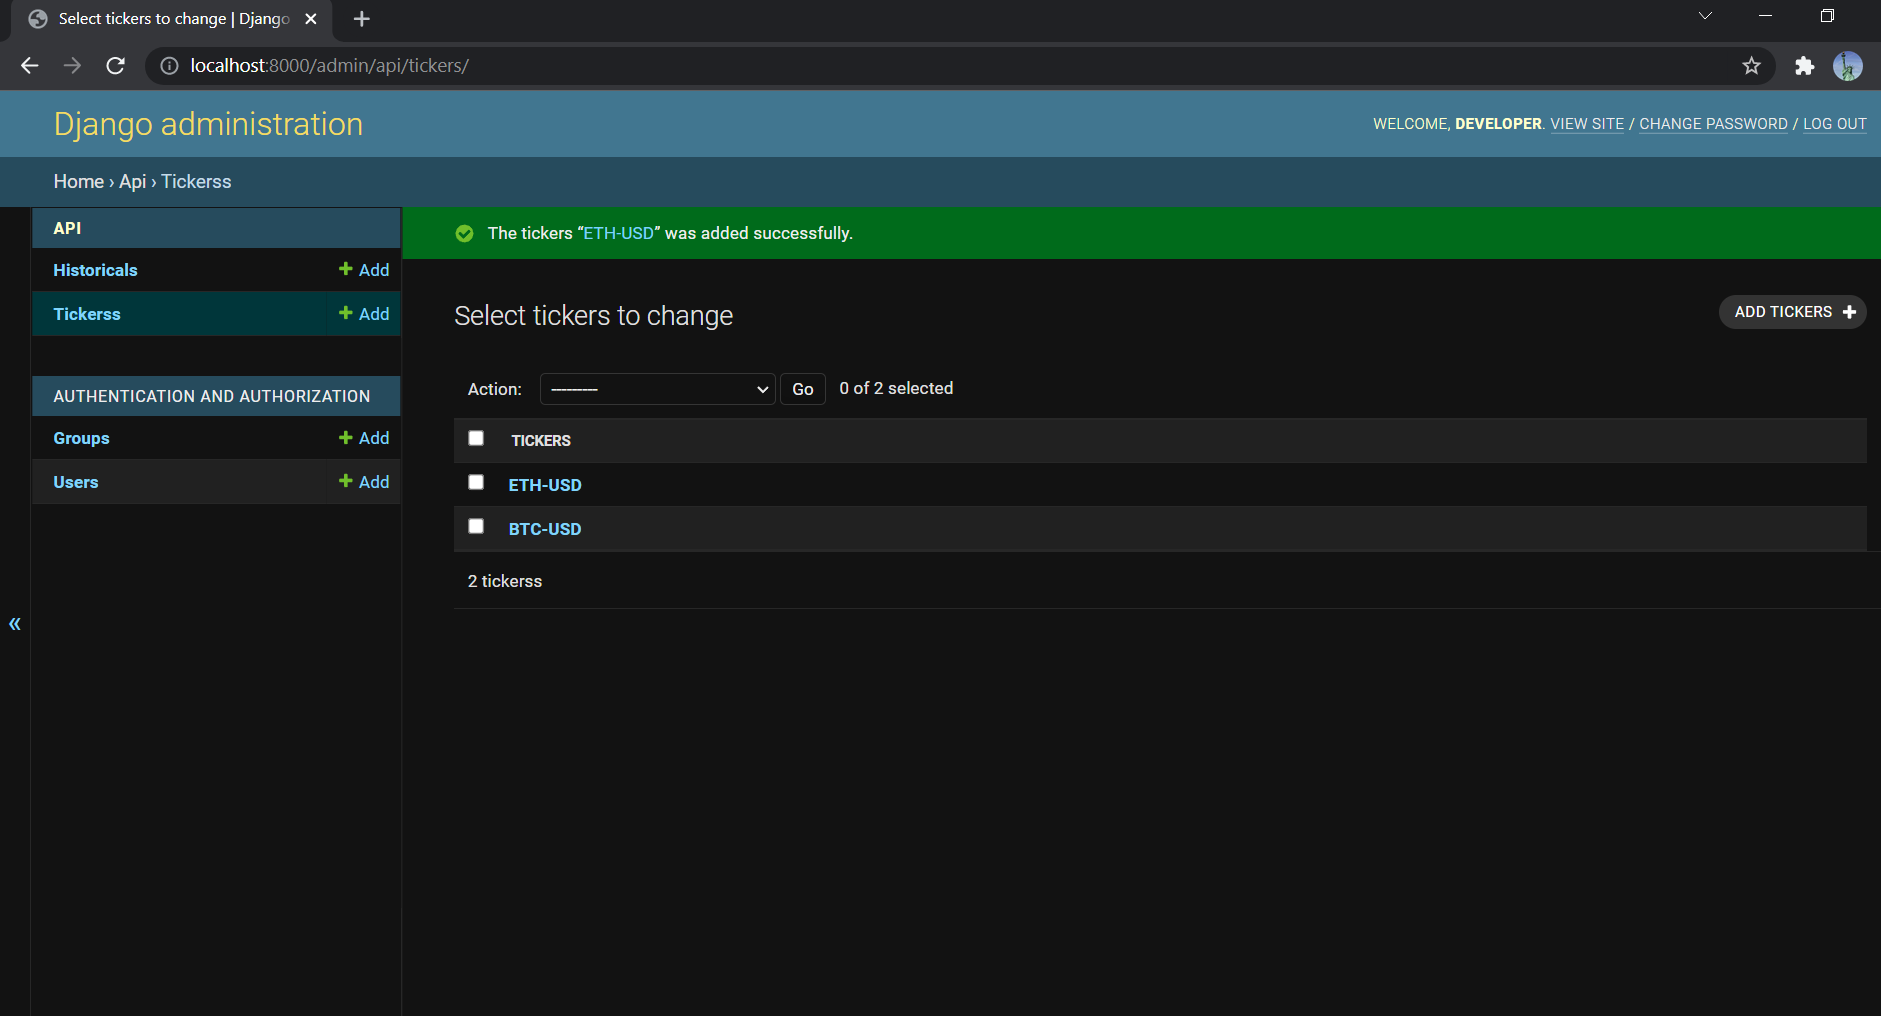 Select tickers to change | Django
localhost:8000/admin/api/tickers/
Django administration
WELCOME, DEVELOPER. VIEW SITE / CHANGE PASSWORD / LOG OUT
Home › Api › Tickerss
API
Historicals + Add
Tickerss + Add
AUTHENTICATION AND AUTHORIZATION
Groups + Add
Users + Add
«
The tickers “ETH-USD” was added successfully.
Select tickers to change
ADD TICKERS +
Action: --------- Go 0 of 2 selected
TICKERS
ETH-USD
BTC-USD
2 tickerss